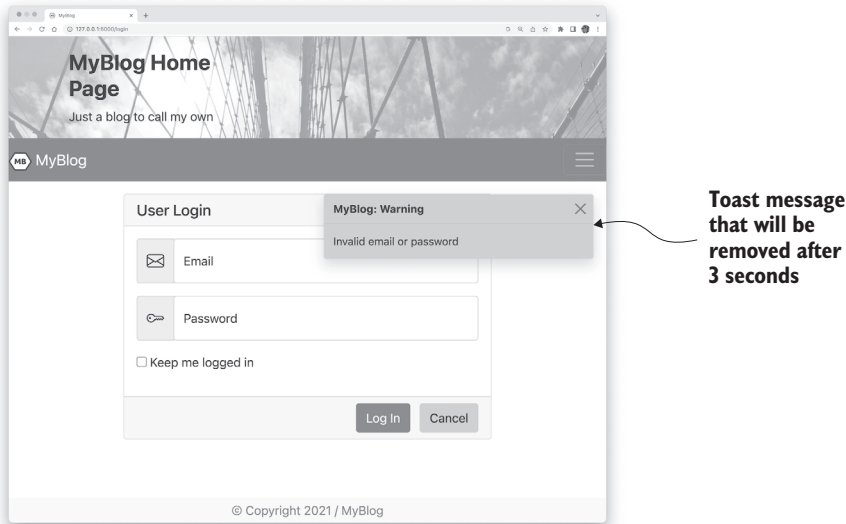 MyBlog
127.0.0.1:5000/login
MyBlog Home
Page
Just a blog to call my own
MB MyBlog
User Login
MyBlog: Warning
Invalid email or password
Email
Password
Keep me logged in
Log In Cancel
© Copyright 2021 / MyBlog
Toast message
that will be
removed after
3 seconds